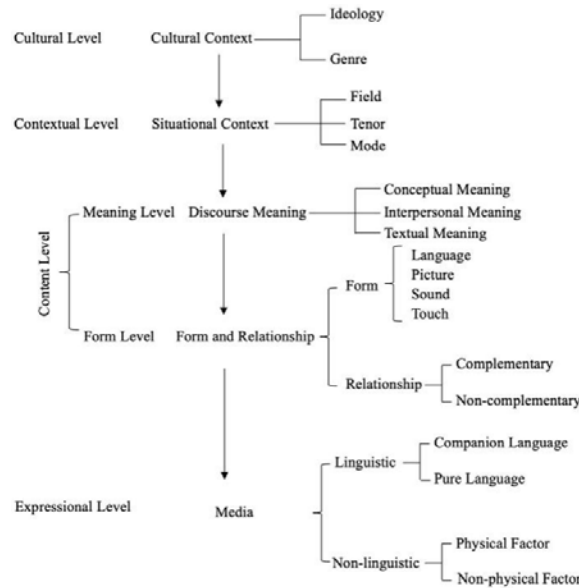 Ideology
Cultural Level Cultural Context
Genre
Field
Contextual Level Situational Context Tenor
Mode
Conceptual Meaning
Meaning Level Discourse Meaning Interpersonal Meaning
Textual Meaning
Content Level
Language
Form Picture
Sound
Touch
Form Level Form and Relationship
Complementary
Relationship
Non-complementary
Companion Language
Linguistic
Pure Language
Expressional Level Media
Physical Factor
Non-linguistic
Non-physical Factor